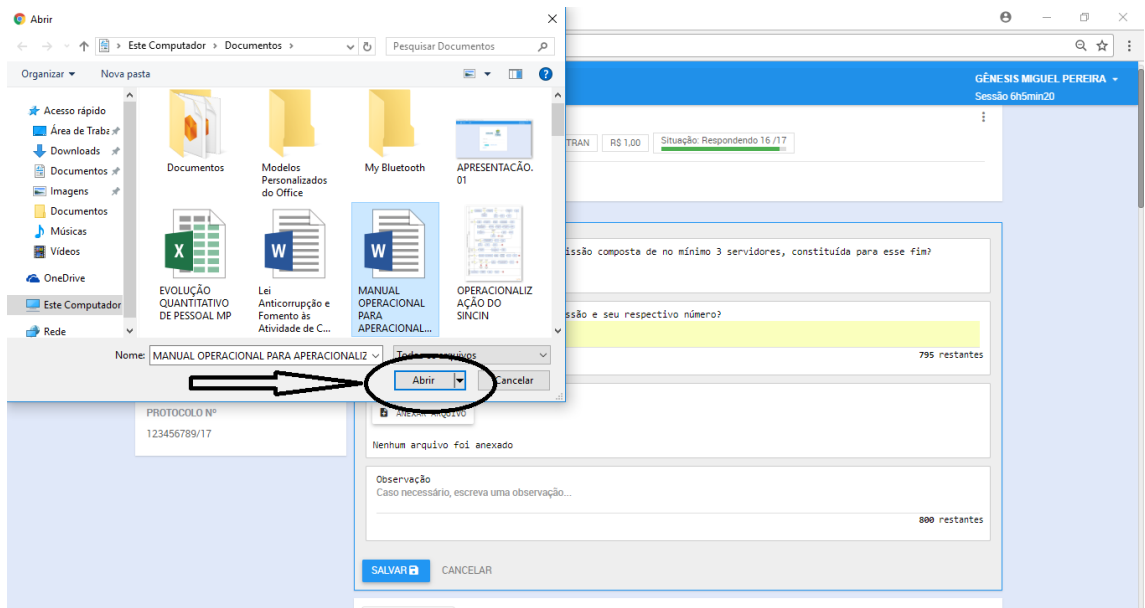 Abrir
Este Computador > Documentos >
Pesquisar Documentos
Organizar
Nova pasta
GÊNESIS MIGUEL PEREIRA
Sessão 6h5min20
Acesso rápido
Área de Traba
Downloads
Documentos
Imagens
Documentos
Músicas
Vídeos
OneDrive
Este Computador
Rede
Documentos
Modelos
Personalizados
do Office
My Bluetooth
APRESENTACÃO.
01
EVOLUÇÃO
QUANTITATIVO
DE PESSOAL MP
Lei
Anticorrupção e
Fomento às
Atividade de C...
MANUAL
OPERACIONAL
PARA
APERACIONAL...
OPERACIONALIZ
AÇÃO DO
SINCIN
Nome: MANUAL OPERACIONAL PARA APERACIONALIZ
Todos os arquivos
Abrir
Cancelar
TRAN
R$ 1,00
Situação: Respondendo 16 /17
issão composta de no mínimo 3 servidores, constituída para esse fim?
ssão e seu respectivo número?
795 restantes
PROTOCOLO Nº
123456789/17
ANEXAR ARQUIVO
Nenhum arquivo foi anexado
Observação
Caso necessário, escreva uma observação...
800 restantes
SALVAR
CANCELAR